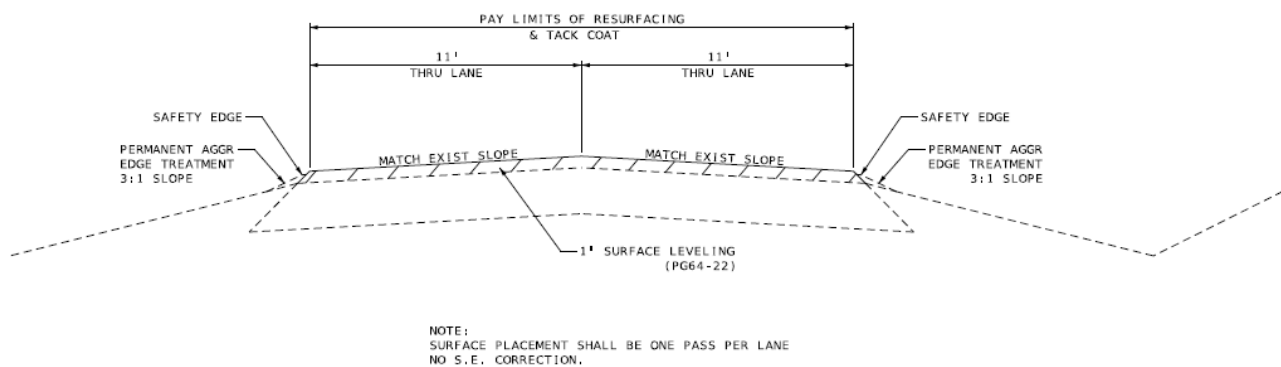 PAY LIMITS OF RESURFACING
& TACK COAT
11'
THRU LANE
11'
THRU LANE
SAFETY EDGE
PERMANENT AGGR
EDGE TREATMENT
3:1 SLOPE
MATCH EXIST SLOPE
MATCH EXIST SLOPE
SAFETY EDGE
PERMANENT AGGR
EDGE TREATMENT
3:1 SLOPE
1' SURFACE LEVELING
(PG64-22)
NOTE:
SURFACE PLACEMENT SHALL BE ONE PASS PER LANE
NO S.E. CORRECTION.